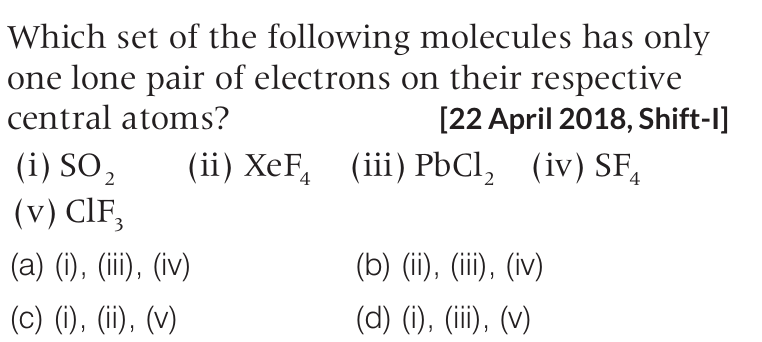 Which set of the following molecules has only
one lone pair of electrons on their respective
central atoms? [22 April 2018, Shift-I]
(i) SO₂ (ii) XeF₄ (iii) PbCl₂ (iv) SF₄
(v) ClF₃
(a) (i), (iii), (iv) (b) (ii), (iii), (iv)
(c) (i), (ii), (v) (d) (i), (iii), (v)